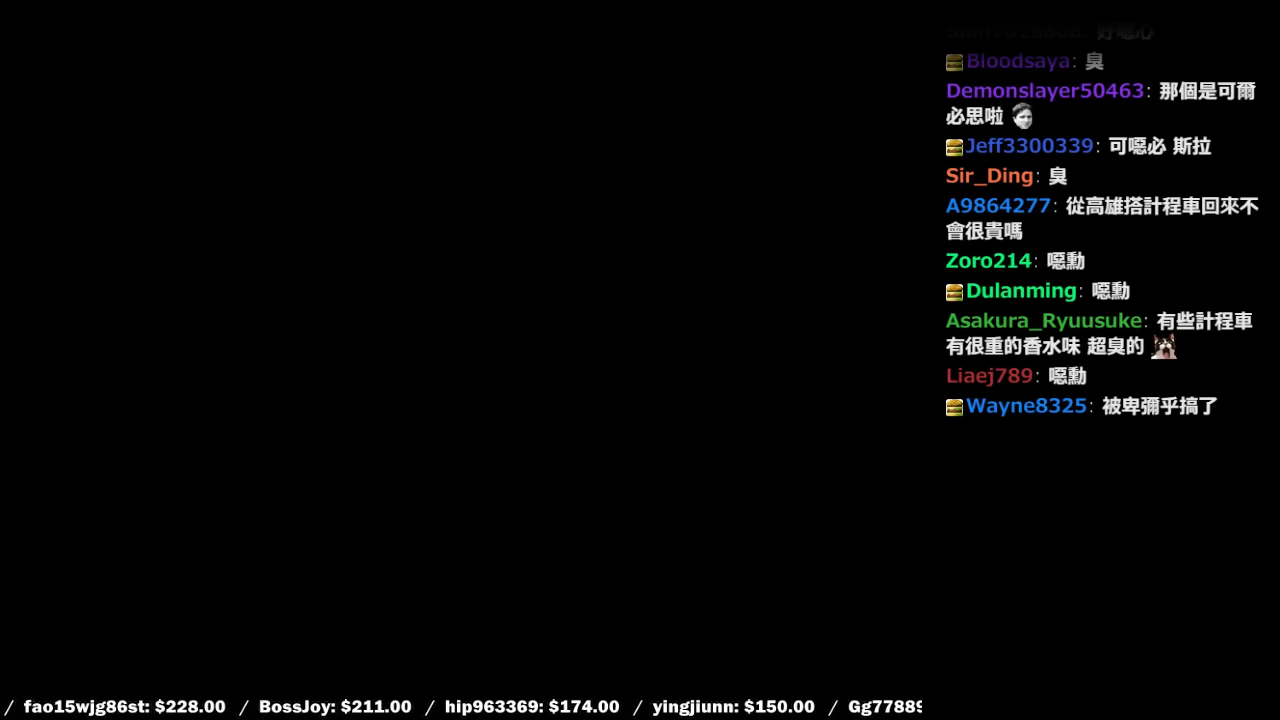 好噁心
Bloodsaya: 臭
Demonslayer50463: 那個是可爾
必思啦
Jeff3300339: 可噁必 斯拉
Sir_Ding: 臭
A9864277: 從高雄搭計程車回來不
會很貴嗎
Zoro214: 噁動
Dulanming: 噁動
Asakura_Ryuusuke: 有些計程車
有很重的香水味 超臭的
Liaej789: 噁動
Wayne8325: 被卑彌乎搞了
/ fao15wjg86st: $228.00 / BossJoy: $211.00 / hip963369: $174.00 / yingjiunn: $150.00 / Gg77889